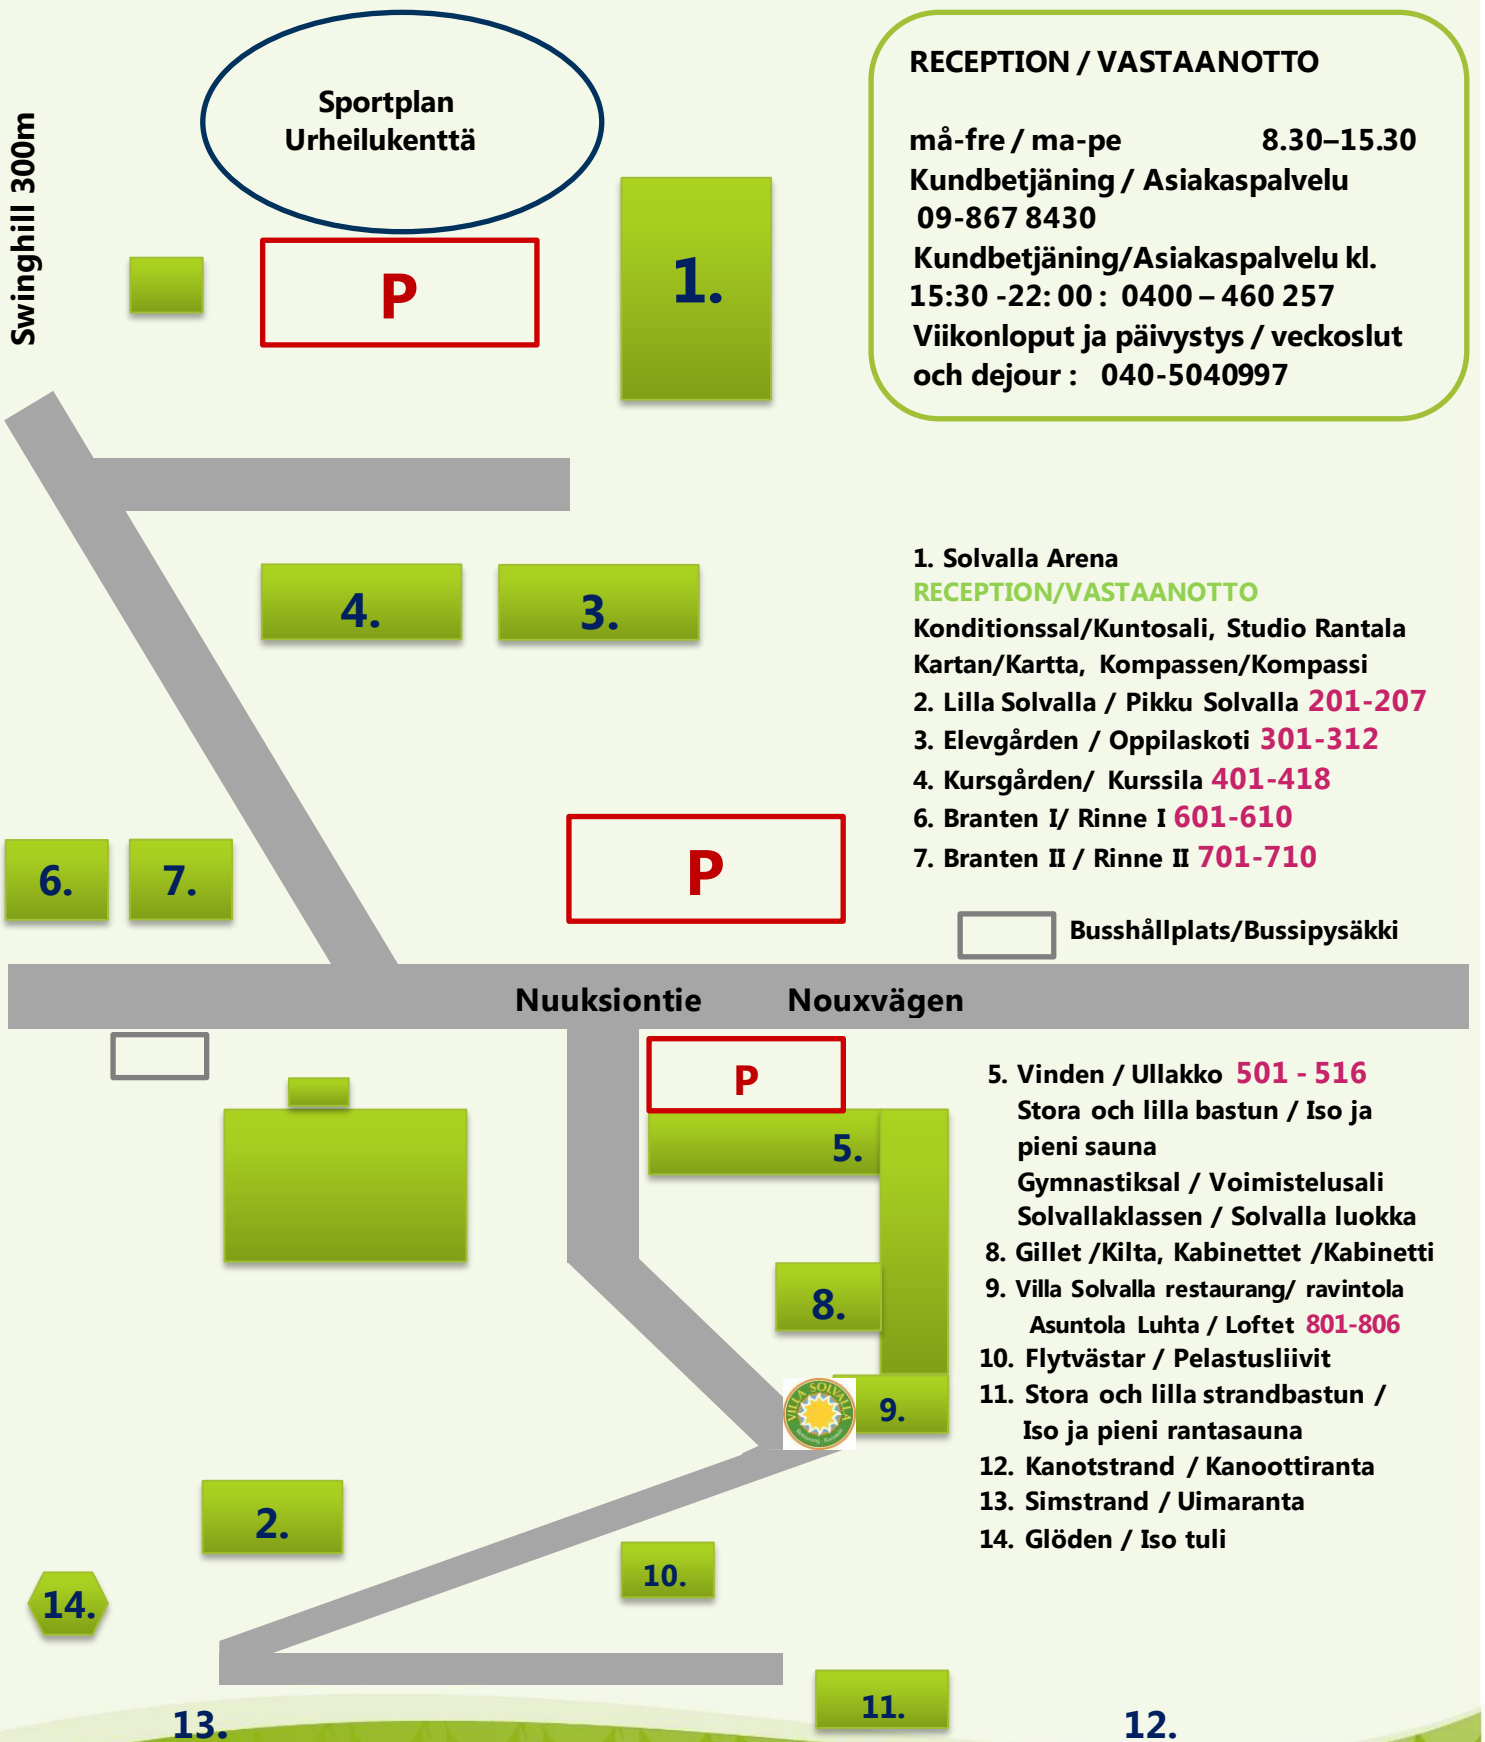 Sportplan
Urheilukenttä
Swinghill 300m
P
1.
RECEPTION / VASTAANOTTO
må-fre / ma-pe 8.30–15.30
Kundbetjäning / Asiakaspalvelu
09-867 8430
Kundbetjäning/Asiakaspalvelu kl.
15:30 -22: 00 : 0400 – 460 257
Viikonloput ja päivystys / veckoslut
och dejour : 040-5040997
4.
3.
1. Solvalla Arena
RECEPTION/VASTAANOTTO
Konditionssal/Kuntosali, Studio Rantala
Kartan/Kartta, Kompassen/Kompassi
2. Lilla Solvalla / Pikku Solvalla 201-207
3. Elevgården / Oppilaskoti 301-312
4. Kursgården/ Kurssila 401-418
6. Branten I/ Rinne I 601-610
7. Branten II / Rinne II 701-710
6.
7.
P
Busshållplats/Bussipysäkki
Nuuksiontie Nouxvägen
P
5.
8.
VILLA SOLVALLA
9.
5. Vinden / Ullakko 501 - 516
Stora och lilla bastun / Iso ja
pieni sauna
Gymnastiksal / Voimistelusali
Solvallaklassen / Solvalla luokka
8. Gillet /Kilta, Kabinettet /Kabinetti
9. Villa Solvalla restaurang/ ravintola
Asuntola Luhta / Loftet 801-806
10. Flytvästar / Pelastusliivit
11. Stora och lilla strandbastun /
Iso ja pieni rantasauna
12. Kanotstrand / Kanoottiranta
13. Simstrand / Uimaranta
14. Glöden / Iso tuli
2.
10.
14.
11.
13.
12.